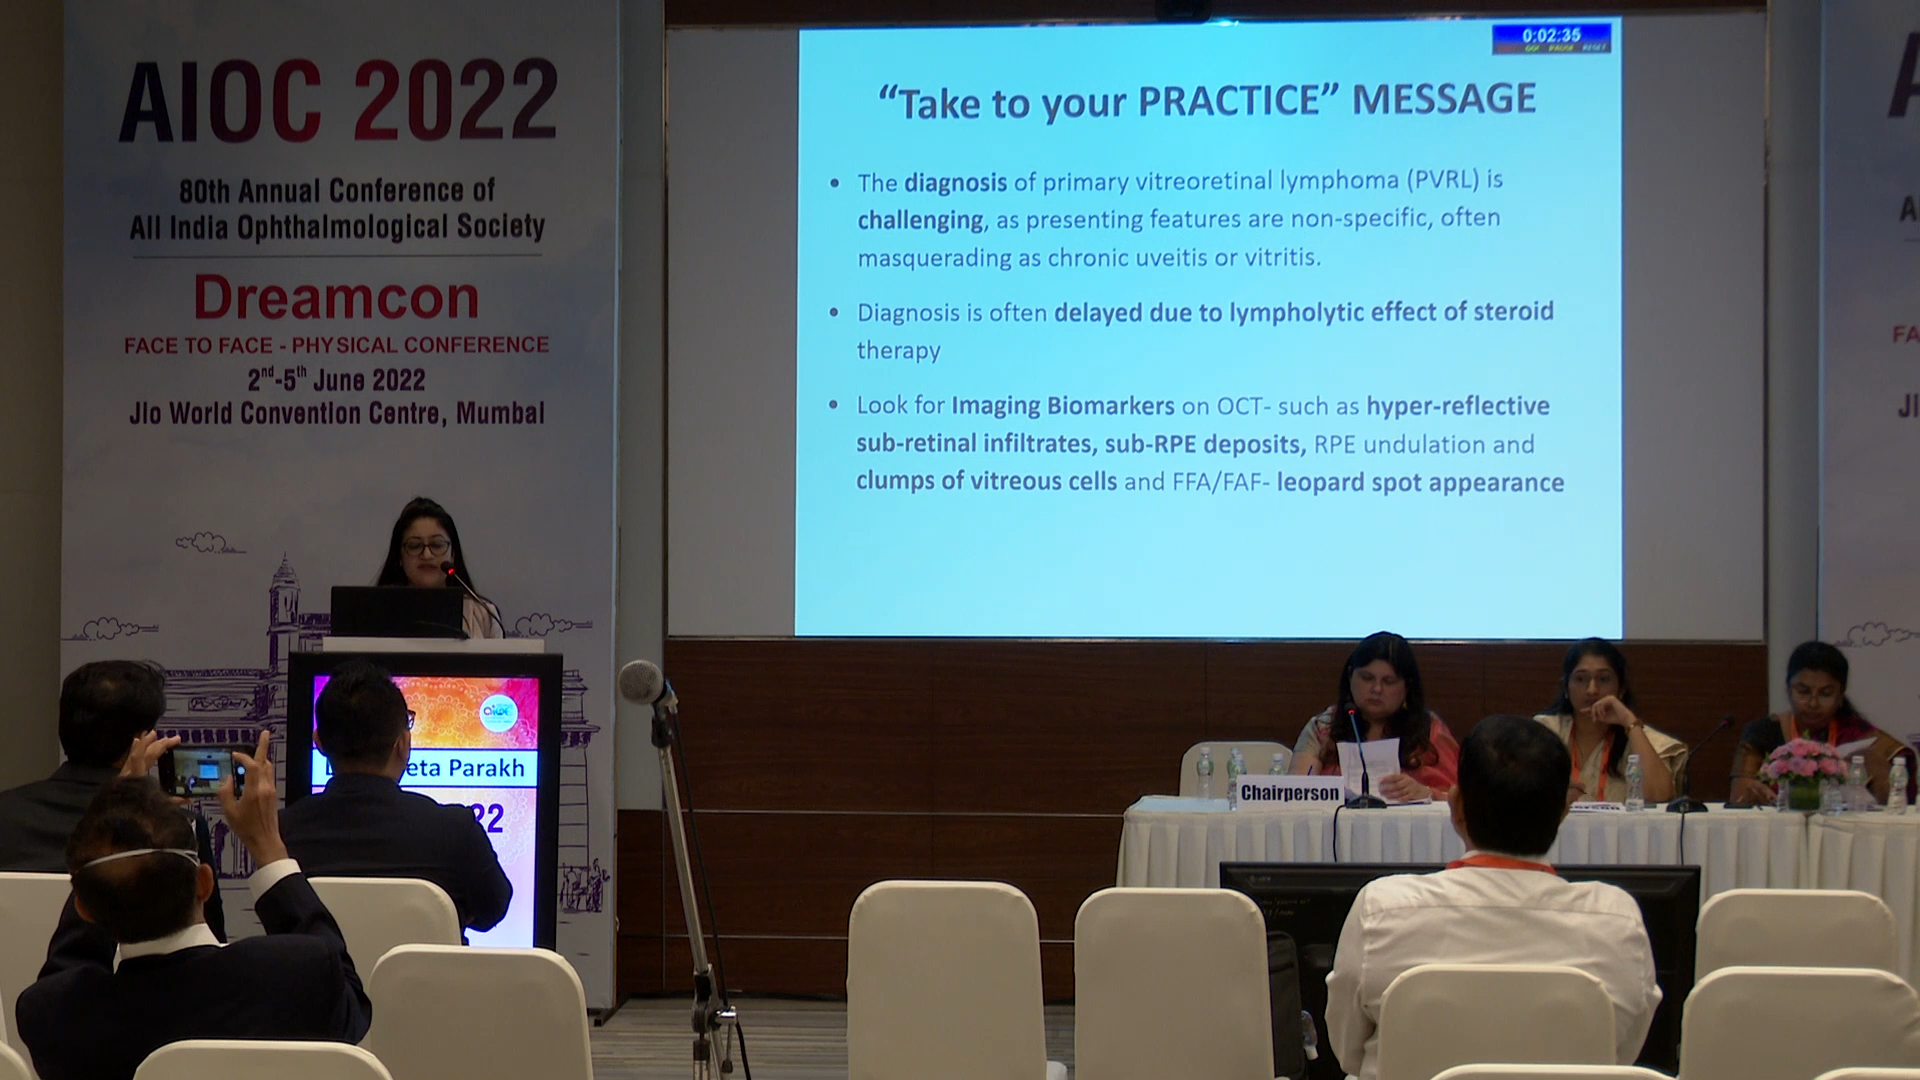 AIOC 2022
80th Annual Conference of
All India Ophthalmological Society
Dreamcon
FACE TO FACE - PHYSICAL CONFERENCE
2nd-5th June 2022
JIo World Convention Centre, Mumbai
0:02:35
“Take to your PRACTICE” MESSAGE
• The diagnosis of primary vitreoretinal lymphoma (PVRL) is
challenging, as presenting features are non-specific, often
masquerading as chronic uveitis or vitritis.
• Diagnosis is often delayed due to lympholytic effect of steroid
therapy
• Look for Imaging Biomarkers on OCT- such as hyper-reflective
sub-retinal infiltrates, sub-RPE deposits, RPE undulation and
clumps of vitreous cells and FFA/FAF- leopard spot appearance
eta Parakh
22
Chairperson
A
A
FA
JI